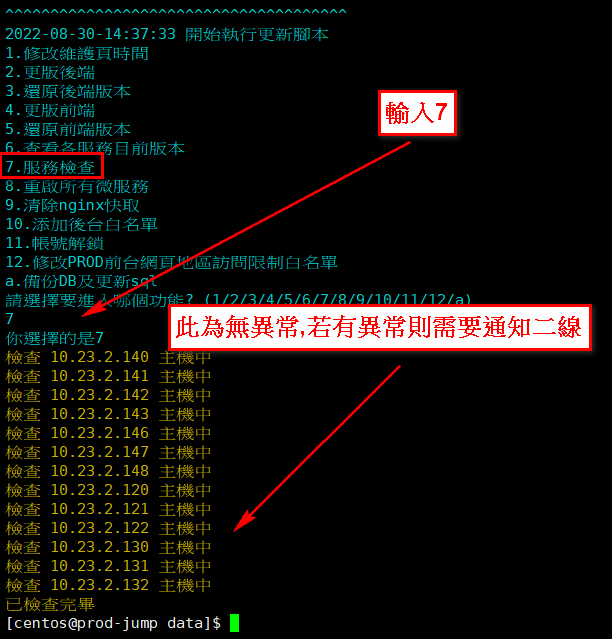 ^^^^^^^^^^^^^^^^^^^^^^^^^^^^^^^^^^^^^^
2022-08-30-14:37:33 開始執行更新腳本
1.修改維護頁時間
2.更版後端
3.還原後端版本
4.更版前端
輸入7
5.還原前端版本
6.查看各服務目前版本
7.服務檢查
8.重啟所有微服務
9.清除nginx快取
10.添加後台白名單
11.帳號解鎖
12.修改PROD前台網頁地區訪問限制白名單
a.備份DB及更新sql
請選擇要進入哪個功能? (1/2/3/4/5/6/7/8/9/10/11/12/a)
7
此為無異常,若有異常則需要通知二線
你選擇的是7
檢查 10.23.2.140 主機中
檢查 10.23.2.141 主機中
檢查 10.23.2.142 主機中
檢查 10.23.2.143 主機中
檢查 10.23.2.146 主機中
檢查 10.23.2.147 主機中
檢查 10.23.2.148 主機中
檢查 10.23.2.120 主機中
檢查 10.23.2.121 主機中
檢查 10.23.2.122 主機中
檢查 10.23.2.130 主機中
檢查 10.23.2.131 主機中
檢查 10.23.2.132 主機中
已檢查完畢
[centos@prod-jump data]$